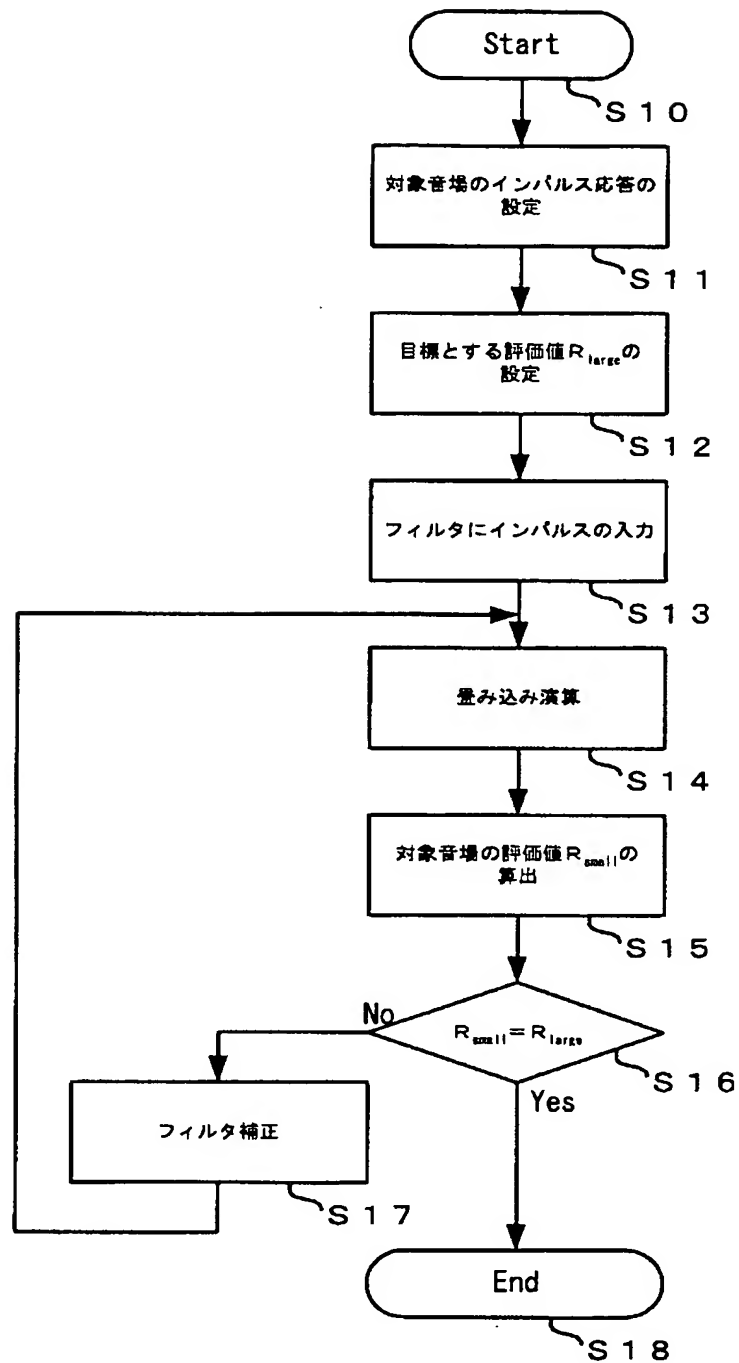 Start
S10
対象音場のインパルス応答の
設定
S11
目標とする評価値R_largeの
設定
S12
フィルタにインパルスの入力
S13
畳み込み演算
S14
対象音場の評価値R_smallの
算出
S15
R_small=R_large
No
S16
Yes
フィルタ補正
S17
End
S18